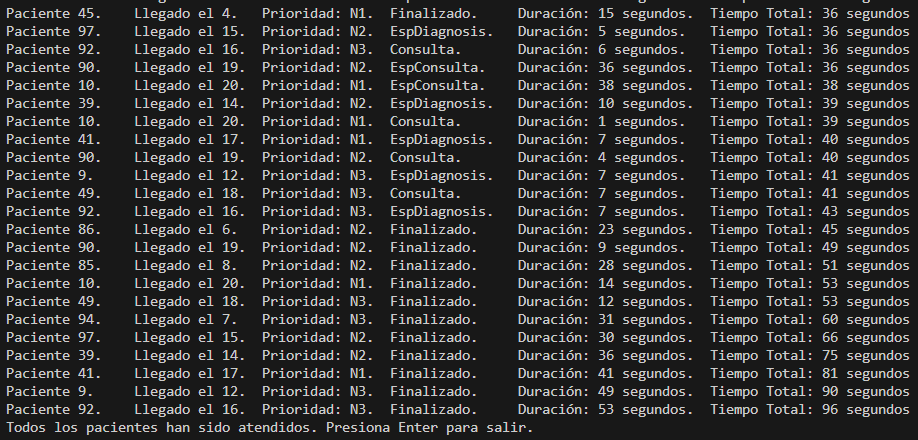 Paciente 45. Llegado el 4. Prioridad: N1. Finalizado. Duración: 15 segundos. Tiempo Total: 36 segundos
Paciente 97. Llegado el 15. Prioridad: N2. EspDiagnosis. Duración: 5 segundos. Tiempo Total: 36 segundos
Paciente 92. Llegado el 16. Prioridad: N3. Consulta. Duración: 6 segundos. Tiempo Total: 36 segundos
Paciente 90. Llegado el 19. Prioridad: N2. EspConsulta. Duración: 36 segundos. Tiempo Total: 36 segundos
Paciente 10. Llegado el 20. Prioridad: N1. EspConsulta. Duración: 38 segundos. Tiempo Total: 38 segundos
Paciente 39. Llegado el 14. Prioridad: N2. EspDiagnosis. Duración: 10 segundos. Tiempo Total: 39 segundos
Paciente 10. Llegado el 20. Prioridad: N1. Consulta. Duración: 1 segundos. Tiempo Total: 39 segundos
Paciente 41. Llegado el 17. Prioridad: N1. EspDiagnosis. Duración: 7 segundos. Tiempo Total: 40 segundos
Paciente 90. Llegado el 19. Prioridad: N2. Consulta. Duración: 4 segundos. Tiempo Total: 40 segundos
Paciente 9. Llegado el 12. Prioridad: N3. EspDiagnosis. Duración: 7 segundos. Tiempo Total: 41 segundos
Paciente 49. Llegado el 18. Prioridad: N3. Consulta. Duración: 7 segundos. Tiempo Total: 41 segundos
Paciente 92. Llegado el 16. Prioridad: N3. EspDiagnosis. Duración: 7 segundos. Tiempo Total: 43 segundos
Paciente 86. Llegado el 6. Prioridad: N2. Finalizado. Duración: 23 segundos. Tiempo Total: 45 segundos
Paciente 90. Llegado el 19. Prioridad: N2. Finalizado. Duración: 9 segundos. Tiempo Total: 49 segundos
Paciente 85. Llegado el 8. Prioridad: N2. Finalizado. Duración: 28 segundos. Tiempo Total: 51 segundos
Paciente 10. Llegado el 20. Prioridad: N1. Finalizado. Duración: 14 segundos. Tiempo Total: 53 segundos
Paciente 49. Llegado el 18. Prioridad: N3. Finalizado. Duración: 12 segundos. Tiempo Total: 53 segundos
Paciente 94. Llegado el 7. Prioridad: N3. Finalizado. Duración: 31 segundos. Tiempo Total: 60 segundos
Paciente 97. Llegado el 15. Prioridad: N2. Finalizado. Duración: 30 segundos. Tiempo Total: 66 segundos
Paciente 39. Llegado el 14. Prioridad: N2. Finalizado. Duración: 36 segundos. Tiempo Total: 75 segundos
Paciente 41. Llegado el 17. Prioridad: N1. Finalizado. Duración: 41 segundos. Tiempo Total: 81 segundos
Paciente 9. Llegado el 12. Prioridad: N3. Finalizado. Duración: 49 segundos. Tiempo Total: 90 segundos
Paciente 92. Llegado el 16. Prioridad: N3. Finalizado. Duración: 53 segundos. Tiempo Total: 96 segundos
Todos los pacientes han sido atendidos. Presiona Enter para salir.